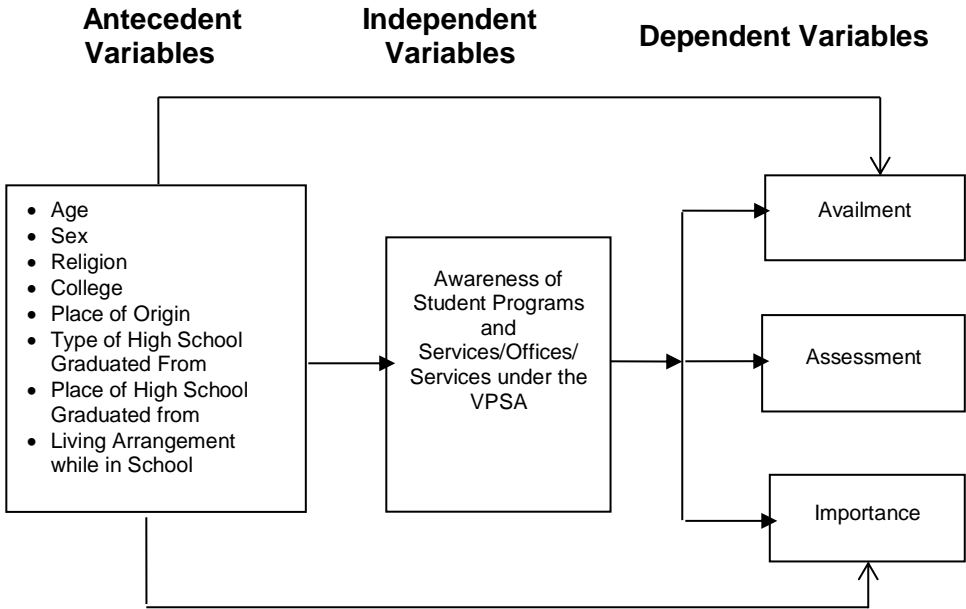 Antecedent
Variables
Independent
Variables
Dependent Variables
• Age
• Sex
• Religion
• College
• Place of Origin
• Type of High School
Graduated From
• Place of High School
Graduated from
• Living Arrangement
while in School
Awareness of
Student Programs
and
Services/Offices/
Services under the
VPSA
Availment
Assessment
Importance